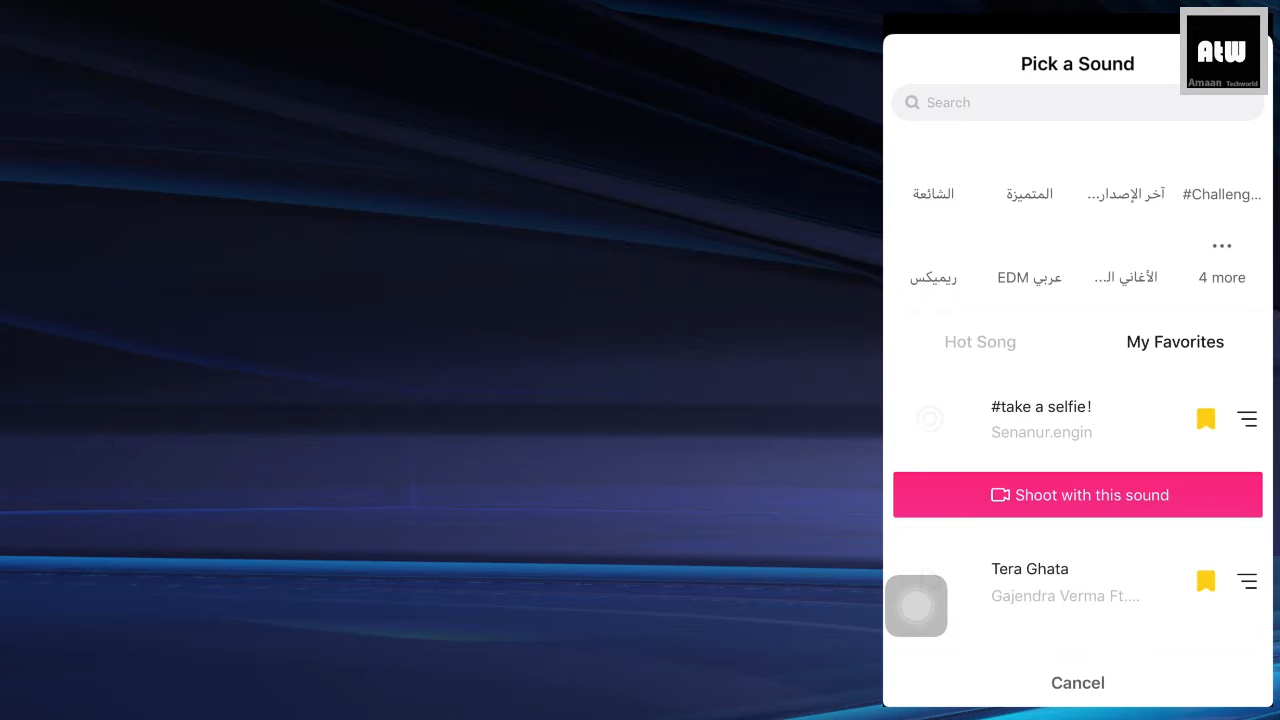 Pick a Sound
AtW
Amaan Techworld
Search
الشائعة
المتميزة
آخر الإصدار...
#Challeng...
ريميكس
عربي EDM
الأغاني الـ...
4 more
Hot Song
My Favorites
#take a selfie!
Senanur.engin
Shoot with this sound
Tera Ghata
Gajendra Verma Ft....
Cancel